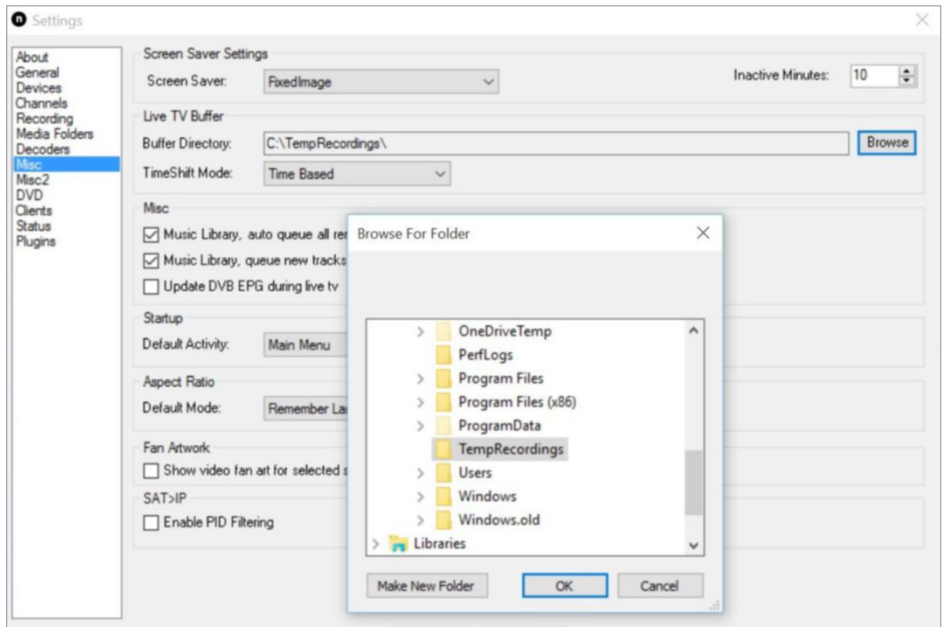 Settings
About
General
Devices
Channels
Recording
Media Folders
Decoders
Misc
Misc2
DVD
Clients
Status
Plugins
Screen Saver Settings
Screen Saver: FixedImage Inactive Minutes: 10
Live TV Buffer
Buffer Directory: C:\TempRecordings\ Browse
TimeShift Mode: Time Based
Misc
Music Library, auto queue all
Music Library, queue new tracks
Update DVB EPG during live tv
Startup
Default Activity: Main Menu
Aspect Ratio
Default Mode: Remember
Fan Artwork
Show video fan art for selected
SAT>IP
Enable PID Filtering
Browse For Folder
OneDriveTemp
PerfLogs
Program Files
Program Files (x86)
ProgramData
TempRecordings
Users
Windows
Windows.old
Libraries
Make New Folder OK Cancel